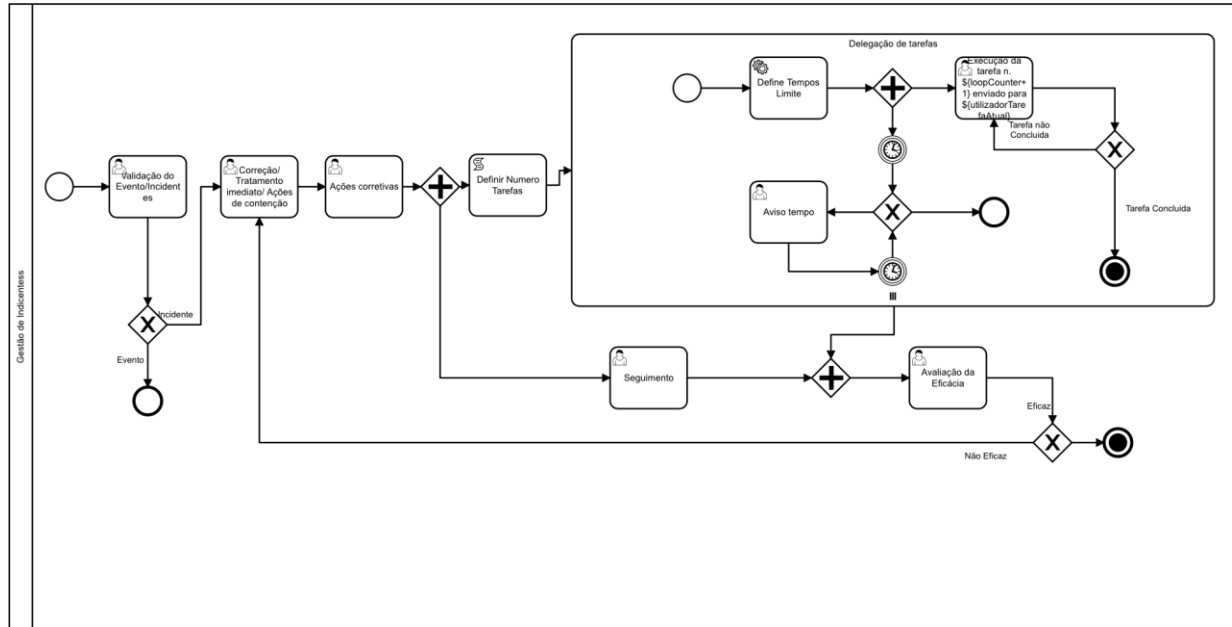 Gestão de Indicentess
Validação do
Evento/Incident
es
Incidente
Evento
Correção/
Tratamento
imediato/ Ações
de contenção
Ações corretivas
Definir Numero
Tarefas
Delegação de tarefas
Define Tempos
Limite
Execução da
tarefa n.
${loopCounter+
1} enviado para
${utilizadorTare
faAtual}
Tarefa não
Concluida
Aviso tempo
Tarefa Concluida
Seguimento
Avaliação da
Eficácia
Eficaz
Não Eficaz